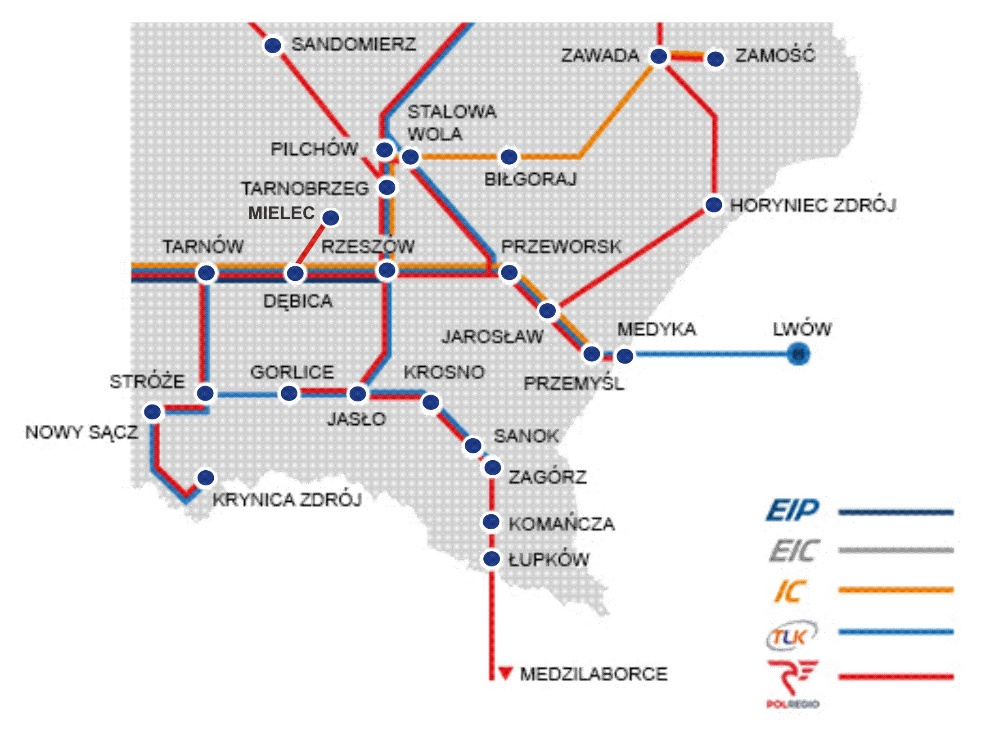 SANDOMIERZ
ZAWADA
ZAMOŚĆ
STALOWA
WOLA
PILCHÓW
BIŁGORAJ
TARNOBRZEG
MIELEC
HORYNIEC ZDRÓJ
TARNÓW
RZESZÓW
PRZEWORSK
DĘBICA
JAROSŁAW
MEDYKA
LWÓW
PRZEMYŚL
STRÓŻE
GORLICE
KROSNO
JASŁO
NOWY SĄCZ
SANOK
ZAGÓRZ
KRYNICA ZDRÓJ
KOMAŃCZA
ŁUPKÓW
MEDZILABORCE
EIP
EIC
IC
TLK
POLREGIO